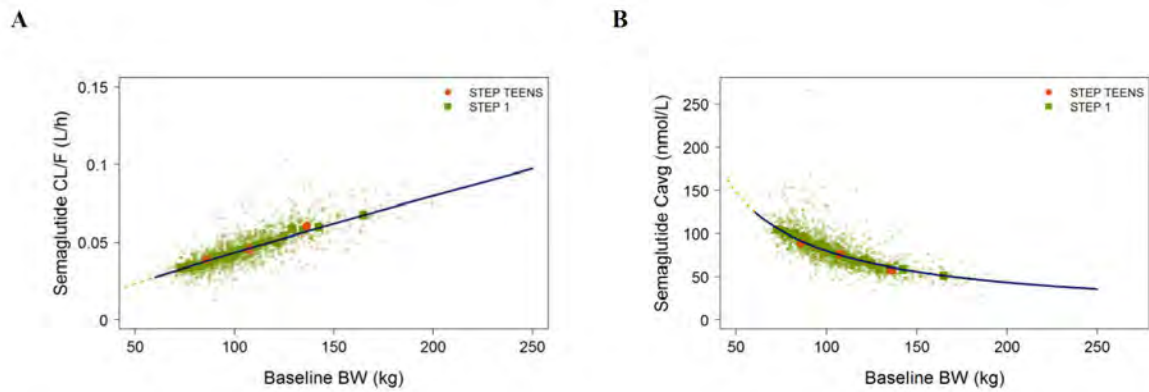 A
B
Semaglutide CL/F (L/h)
0.15
0.1
0.05
0
STEP TEENS
STEP 1
50 100 150 200 250
Baseline BW (kg)
Semaglutide Cavg (nmol/L)
250
200
150
100
50
0
STEP TEENS
STEP 1
50 100 150 200 250
Baseline BW (kg)